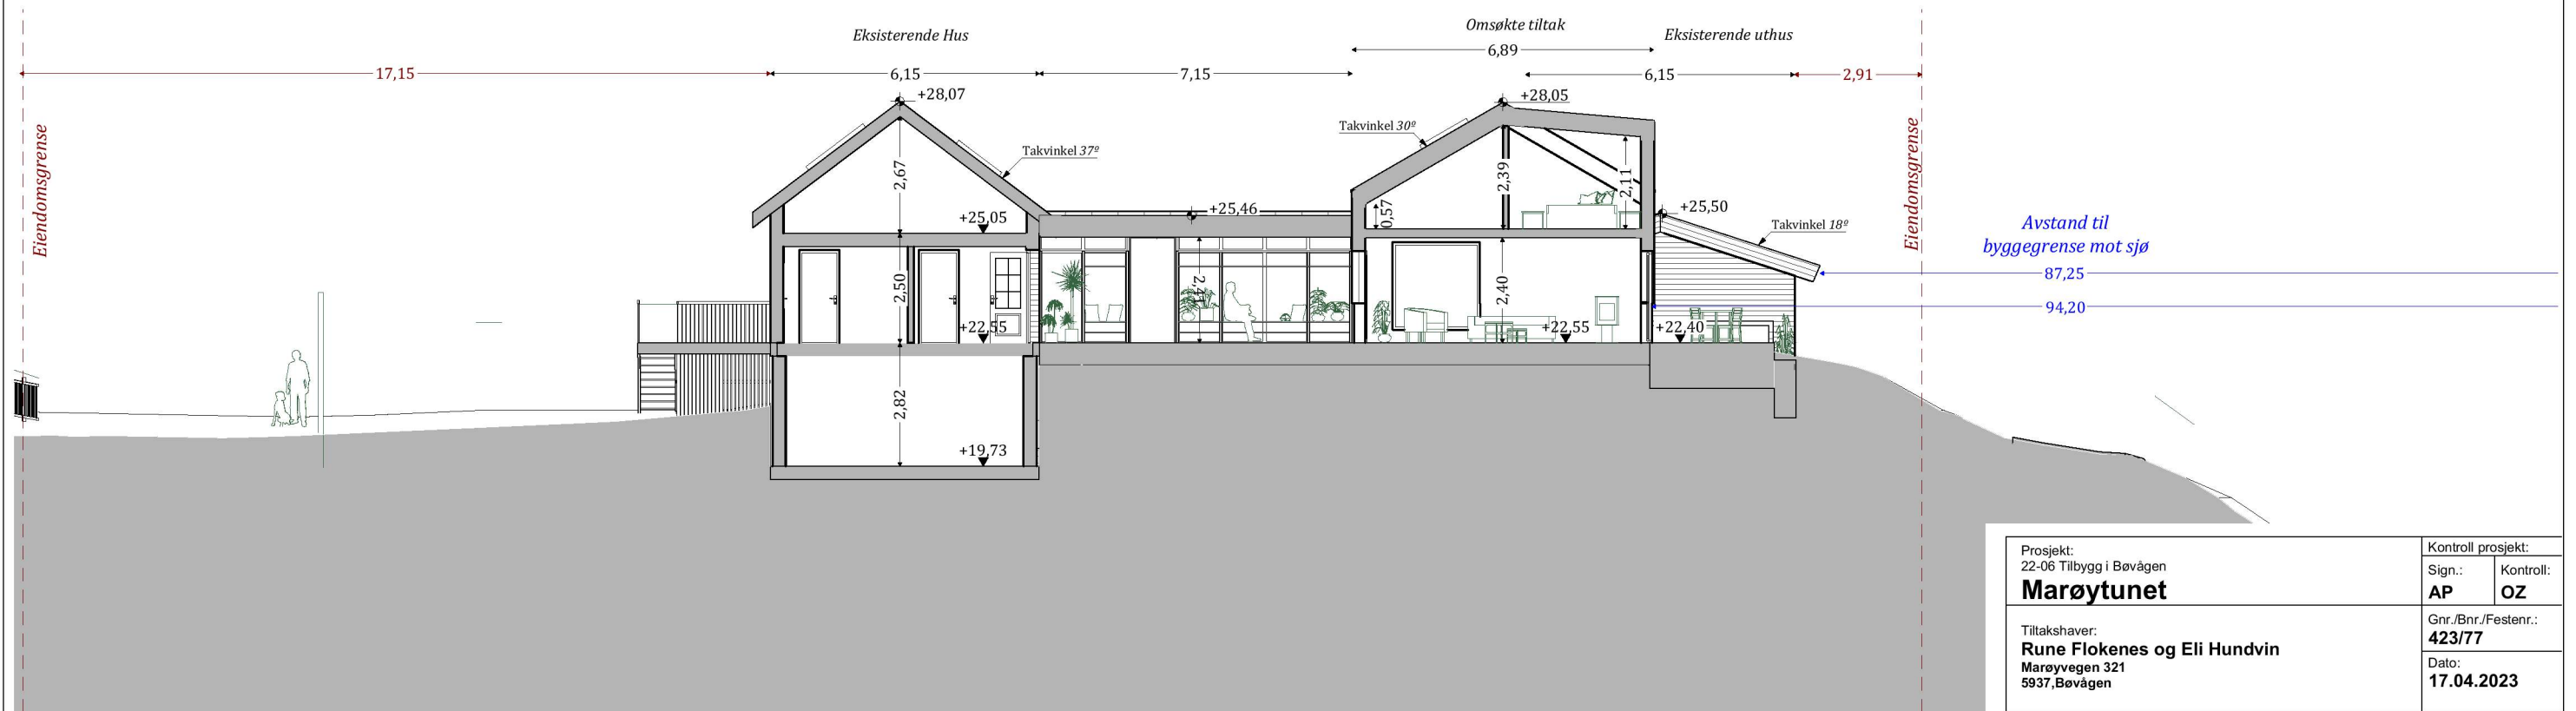 Omsøkte tiltak
Eksisterende Hus
Eksisterende uthus
6,89
17,15
6,15
7,15
6,15
2,91
+28,07
+28,05
Takvinkel 30º
Takvinkel 37º
Eiendomsgrense
Eiendomsgrense
2,67
2,39
2,11
0,57
+25,05
+25,46
+25,50
Takvinkel 18º
Avstand til
byggegrense mot sjø
87,25
94,20
2,50
2,41
2,40
+22,55
+22,55
+22,40
2,82
+19,73
Prosjekt:
22-06 Tilbygg i Bøvågen
Marøytunet
Kontroll prosjekt:
Sign.:
AP
Kontroll:
OZ
Tiltakshaver:
Rune Flokenes og Eli Hundvin
Marøyvegen 321
5937,Bøvågen
Gnr./Bnr./Festenr.:
423/77
Dato:
17.04.2023